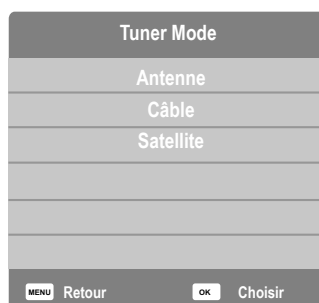 Tuner Mode
Antenne
Câble
Satellite
MENU Retour OK Choisir